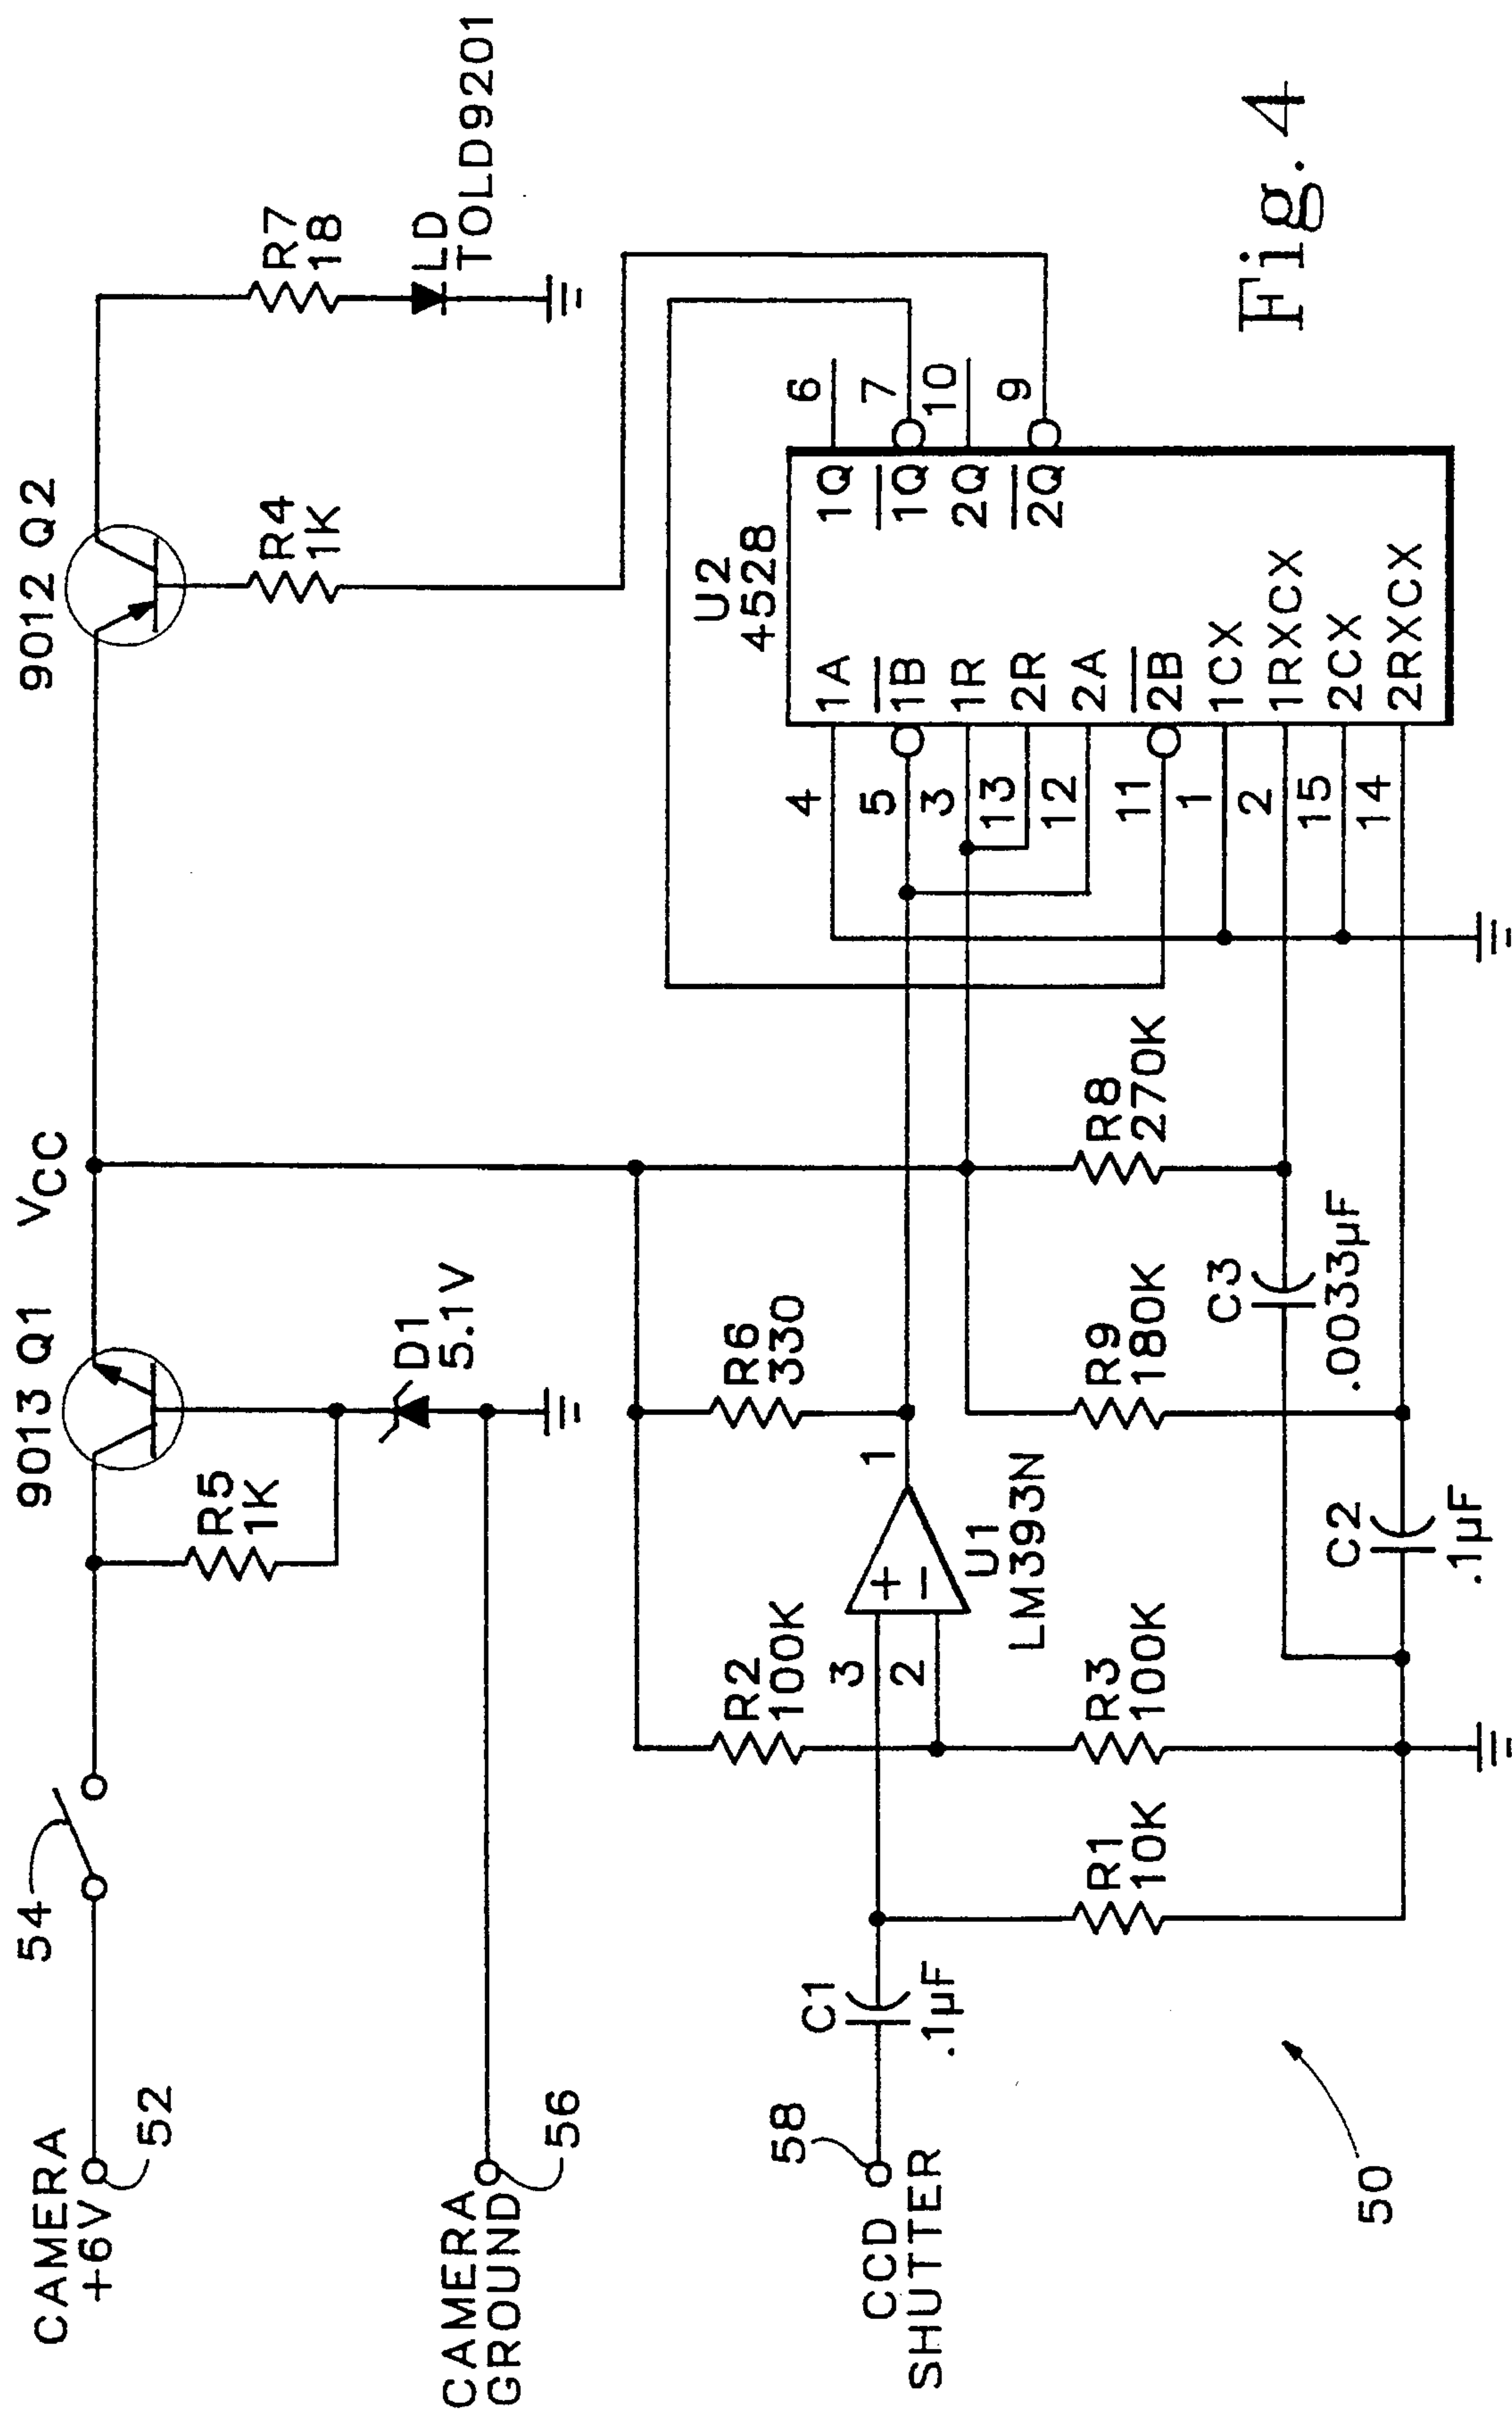 CAMERA
+6V
52
54
9013 Q1
VCC
9012 Q2
R5
1K
D1
5.1V
R4
1K
R7
18
LD
TOLD9201
CAMERA
GROUND
56
R2
100K
R6
330
CCD
SHUTTER
58
C1
.1µF
3
2
+
−
1
U1
LM393N
R1
10K
R3
100K
R9
180K
R8
270K
C3
.0033µF
C2
.1µF
U2
4528
4
1A
1Q
6
5
1B
1Q
7
3
1R
2Q
10
13
2R
2Q
9
12
2A
11
2B
1
1CX
2
1RXCX
15
2CX
14
2RXCX
50
Fig. 4